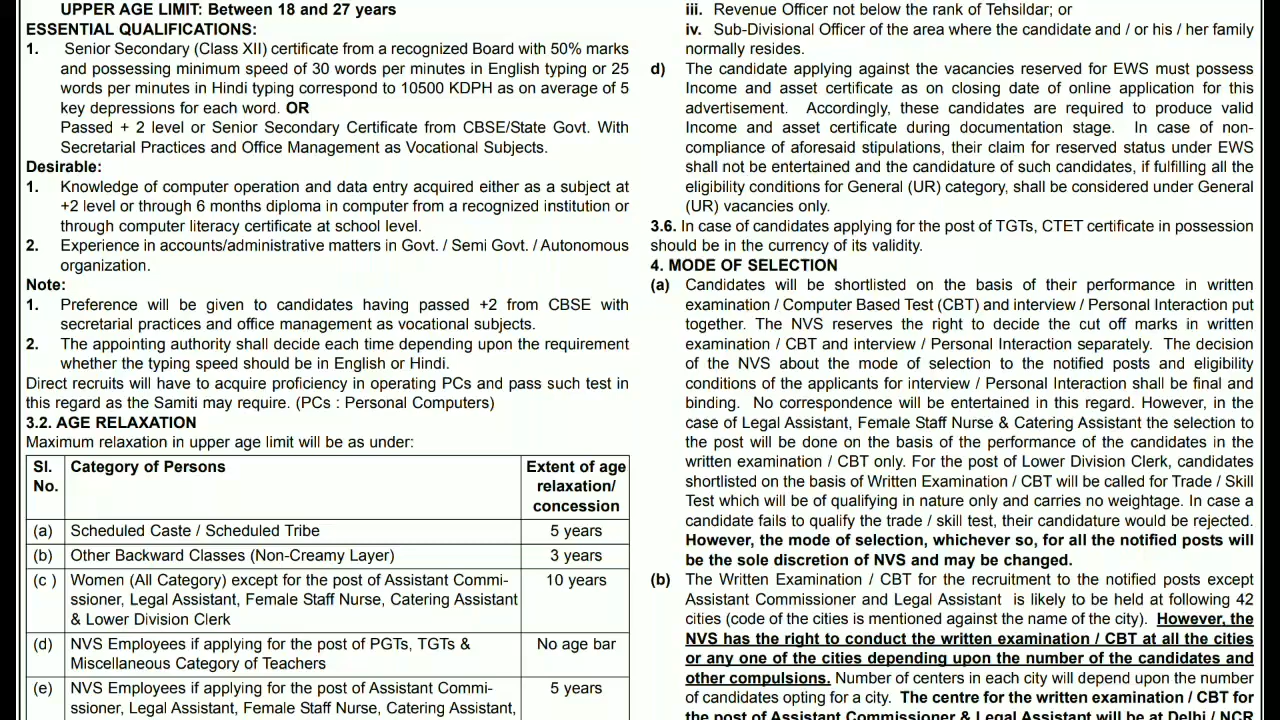 UPPER AGE LIMIT: Between 18 and 27 years
ESSENTIAL QUALIFICATIONS:
1. Senior Secondary (Class XII) certificate from a recognized Board with 50% marks
and possessing minimum speed of 30 words per minutes in English typing or 25
words per minutes in Hindi typing correspond to 10500 KDPH as on average of 5
key depressions for each word. OR
Passed + 2 level or Senior Secondary Certificate from CBSE/State Govt. With
Secretarial Practices and Office Management as Vocational Subjects.
Desirable:
1. Knowledge of computer operation and data entry acquired either as a subject at
+2 level or through 6 months diploma in computer from a recognized institution or
through computer literacy certificate at school level.
2. Experience in accounts/administrative matters in Govt. / Semi Govt. / Autonomous
organization.
Note:
1. Preference will be given to candidates having passed +2 from CBSE with
secretarial practices and office management as vocational subjects.
2. The appointing authority shall decide each time depending upon the requirement
whether the typing speed should be in English or Hindi.
Direct recruits will have to acquire proficiency in operating PCs and pass such test in
this regard as the Samiti may require. (PCs : Personal Computers)
3.2. AGE RELAXATION
Maximum relaxation in upper age limit will be as under:
Sl. No. Category of Persons Extent of age relaxation/ concession
(a) Scheduled Caste / Scheduled Tribe 5 years
(b) Other Backward Classes (Non-Creamy Layer) 3 years
(c ) Women (All Category) except for the post of Assistant Commi- 10 years
ssioner, Legal Assistant, Female Staff Nurse, Catering Assistant
& Lower Division Clerk
(d) NVS Employees if applying for the post of PGTs, TGTs & No age bar
Miscellaneous Category of Teachers
(e) NVS Employees if applying for the post of Assistant Commi- 5 years
ssioner, Legal Assistant, Female Staff Nurse, Catering Assistant,
iii. Revenue Officer not below the rank of Tehsildar; or
iv. Sub-Divisional Officer of the area where the candidate and / or his / her family
normally resides.
d) The candidate applying against the vacancies reserved for EWS must possess
Income and asset certificate as on closing date of online application for this
advertisement. Accordingly, these candidates are required to produce valid
Income and asset certificate during documentation stage. In case of non-
compliance of aforesaid stipulations, their claim for reserved status under EWS
shall not be entertained and the candidature of such candidates, if fulfilling all the
eligibility conditions for General (UR) category, shall be considered under General
(UR) vacancies only.
3.6. In case of candidates applying for the post of TGTs, CTET certificate in possession
should be in the currency of its validity.
4. MODE OF SELECTION
(a) Candidates will be shortlisted on the basis of their performance in written
examination / Computer Based Test (CBT) and interview / Personal Interaction put
together. The NVS reserves the right to decide the cut off marks in written
examination / CBT and interview / Personal Interaction separately. The decision
of the NVS about the mode of selection to the notified posts and eligibility
conditions of the applicants for interview / Personal Interaction shall be final and
binding. No correspondence will be entertained in this regard. However, in the
case of Legal Assistant, Female Staff Nurse & Catering Assistant the selection to
the post will be done on the basis of the performance of the candidates in the
written examination / CBT only. For the post of Lower Division Clerk, candidates
shortlisted on the basis of Written Examination / CBT will be called for Trade / Skill
Test which will be of qualifying in nature only and carries no weightage. In case a
candidate fails to qualify the trade / skill test, their candidature would be rejected.
However, the mode of selection, whichever so, for all the notified posts will
be the sole discretion of NVS and may be changed.
(b) The Written Examination / CBT for the recruitment to the notified posts except
Assistant Commissioner and Legal Assistant is likely to be held at following 42
cities (code of the cities is mentioned against the name of the city). However, the
NVS has the right to conduct the written examination / CBT at all the cities
or any one of the cities depending upon the number of the candidates and
other compulsions. Number of centers in each city will depend upon the number
of candidates opting for a city. The centre for the written examination / CBT for
the post of Assistant Commissioner & Legal Assistant will be at Delhi / NCR